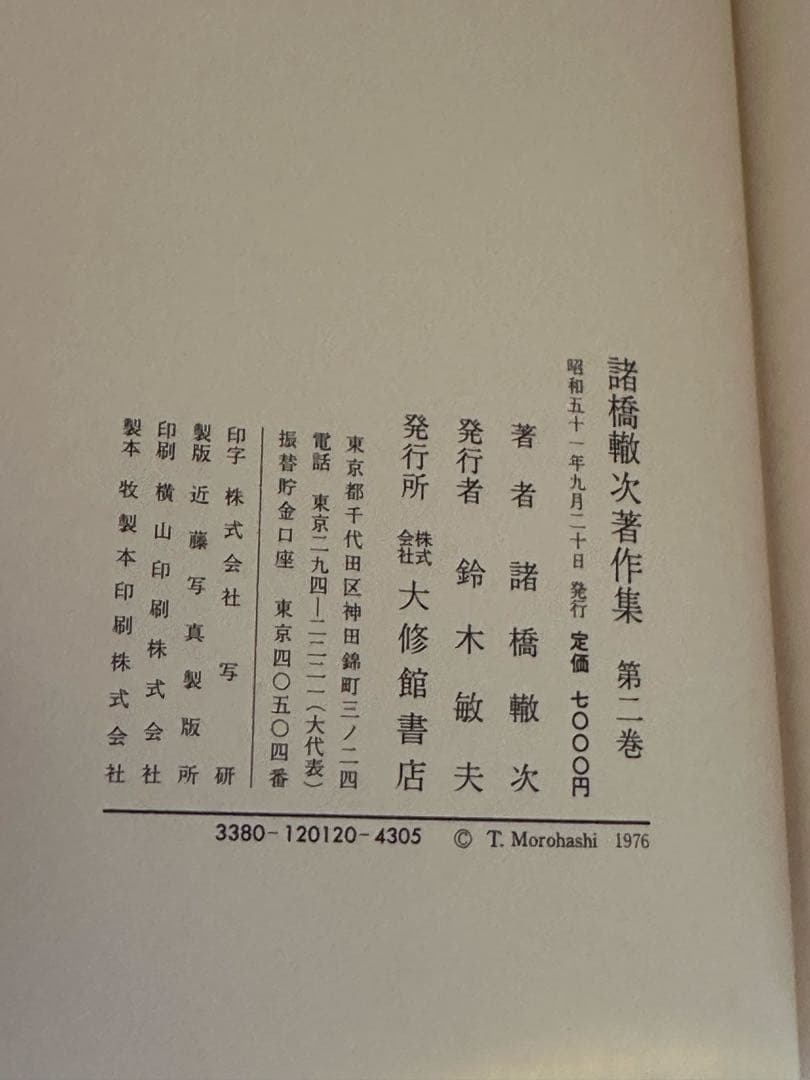 諸橋轍次著作集　第二巻
昭和五十一年九月二十日　発行　定価　七〇〇〇円
著者　諸橋轍次
発行者　鈴木敏夫
発行所　株式会社　大修館書店
東京都千代田区神田錦町三ノ二四
電話　東京二九四―二二二一（大代表）
振替貯金口座　東京四〇五〇四番
印字　株式会社　写研
製版　近藤写真製版所
印刷　横山印刷株式会社
製本　牧製本印刷株式会社
3380-120120-4305　© T. Morohashi 1976